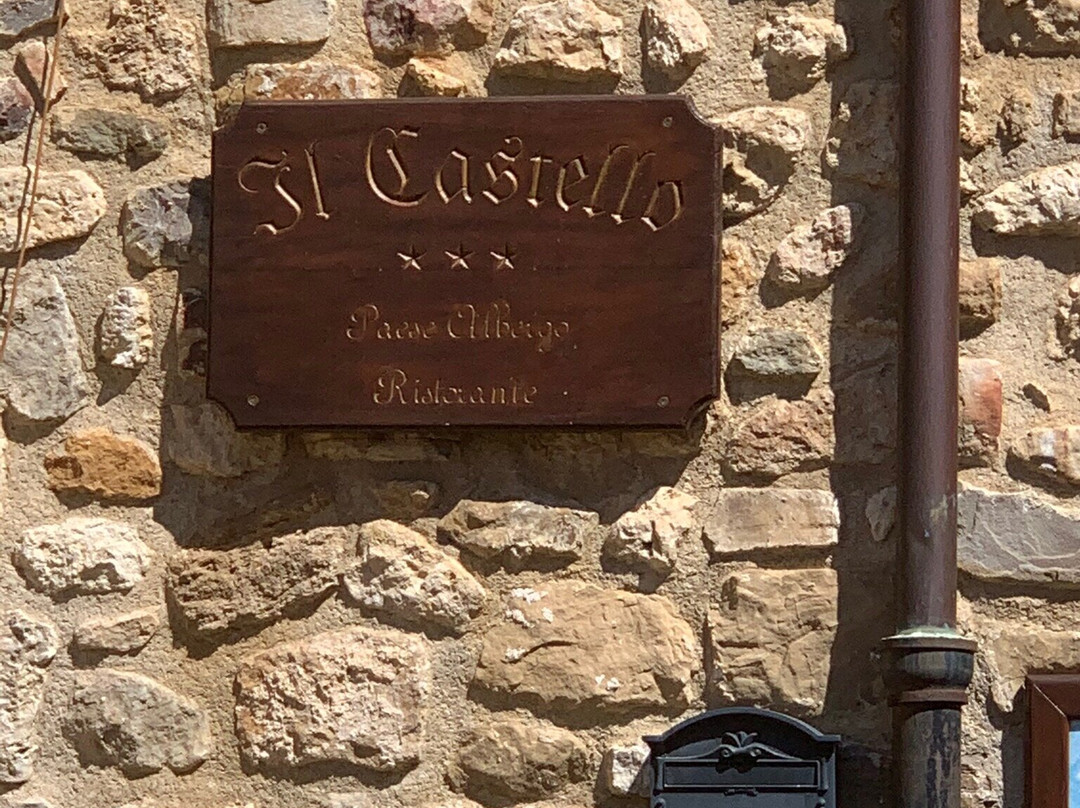 Il Castello
★ ★ ★
Paese Albergo
Ristorante